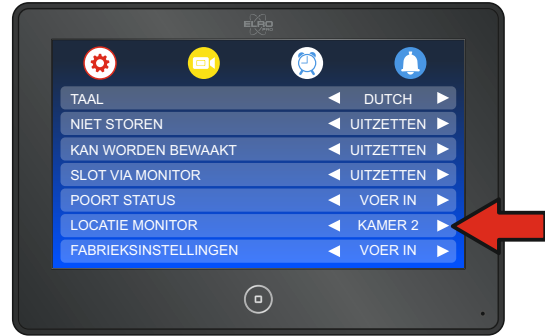 ELRO
PRO
TAAL DUTCH
NIET STOREN UITZETTEN
KAN WORDEN BEWAAKT UITZETTEN
SLOT VIA MONITOR UITZETTEN
POORT STATUS VOER IN
LOCATIE MONITOR KAMER 2
FABRIEKSINSTELLINGEN VOER IN